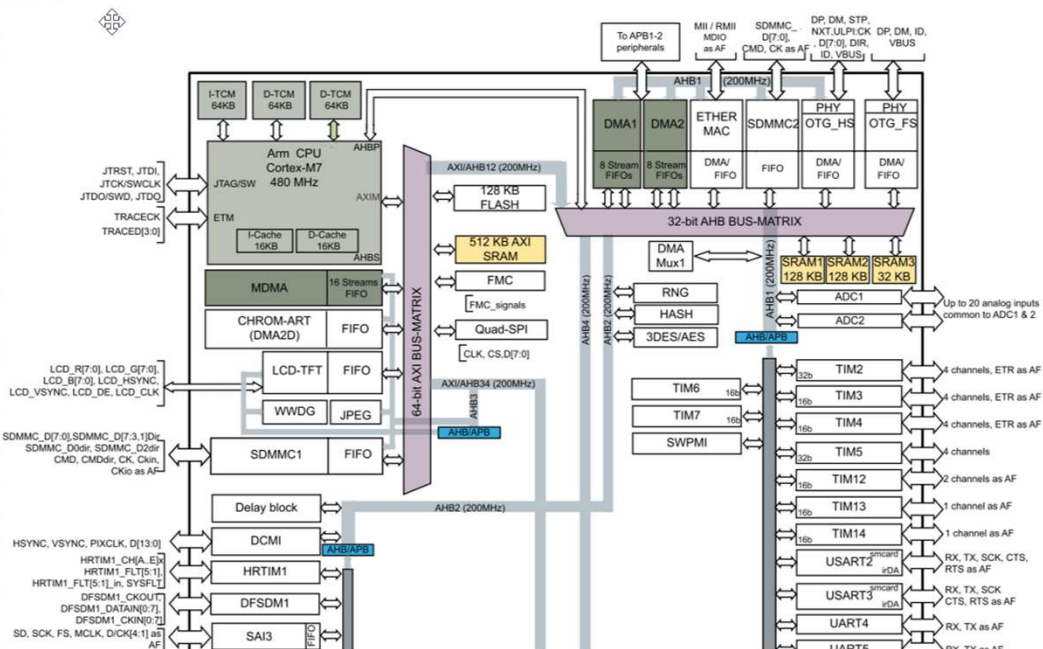 To APB1-2
peripherals
MII / RMII
MDIO
as AF
SDMMC_
D[7:0],
CMD, CK as AF
DP, DM, STP,
NXT,ULPI:CK
, D[7:0], DIR,
ID, VBUS
DP, DM, ID,
VBUS
AHB1 (200MHz)
I-TCM
64KB
D-TCM
64KB
D-TCM
64KB
DMA1
8 Stream
FIFOs
DMA2
8 Stream
FIFOs
ETHER
MAC
DMA/
FIFO
SDMMC2
FIFO
PHY
OTG_HS
DMA/
FIFO
PHY
OTG_FS
DMA/
FIFO
AHBP
Arm CPU
Cortex-M7
480 MHz
JTRST, JTDI,
JTCK/SWCLK
JTDO/SWD, JTDO
JTAG/SW
AXIM
TRACECK
TRACED[3:0]
ETM
I-Cache
16KB
D-Cache
16KB
AHBS
AXI/AHB12 (200MHz)
128 KB
FLASH
512 KB AXI
SRAM
FMC
FMC_signals
Quad-SPI
CLK, CS,D[7:0]
64-bit AXI BUS-MATRIX
32-bit AHB BUS-MATRIX
DMA
Mux1
AHB1 (200MHz)
SRAM1
128 KB
SRAM2
128 KB
SRAM3
32 KB
MDMA
16 Streams
FIFO
CHROM-ART
(DMA2D)
FIFO
LCD_R[7:0], LCD_G[7:0],
LCD_B[7:0], LCD_HSYNC,
LCD_VSYNC, LCD_DE, LCD_CLK
LCD-TFT
FIFO
WWDG
JPEG
AXI/AHB34 (200MHz)
AHB3
AHB/APB
AHB4 (200MHz)
AHB2 (200MHz)
RNG
HASH
3DES/AES
ADC1
ADC2
Up to 20 analog inputs
common to ADC1 & 2
AHB/APB
SDMMC_D[7:0],SDMMC_D[7:3,1]Dir
SDMMC_D0dir, SDMMC_D2dir
CMD, CMDdir, CK, Ckin,
CKio as AF
SDMMC1
FIFO
TIM6
16b
TIM7
16b
SWPMI
TIM2
32b
4 channels, ETR as AF
TIM3
16b
4 channels, ETR as AF
TIM4
16b
4 channels, ETR as AF
TIM5
32b
4 channels
TIM12
16b
2 channels as AF
TIM13
16b
1 channel as AF
TIM14
16b
1 channel as AF
USART2
smcard
irDA
RX, TX, SCK, CTS,
RTS as AF
USART3
smcard
irDA
RX, TX, SCK
CTS, RTS as AF
UART4
RX, TX as AF
UART5
RX, TX as AF
Delay block
AHB2 (200MHz)
HSYNC, VSYNC, PIXCLK, D[13:0]
DCMI
AHB/APB
HRTIM1_CH[A..E]x
HRTIM1_FLT[5:1],
HRTIM1_FLT[5:1]_in, SYSFLT
HRTIM1
DFSDM1_CKOUT,
DFSDM1_DATAIN[0:7],
DFSDM1_CKIN[0:7]
DFSDM1
SD, SCK, FS, MCLK, D/CK[4:1] as
AF
SAI3
FIFO